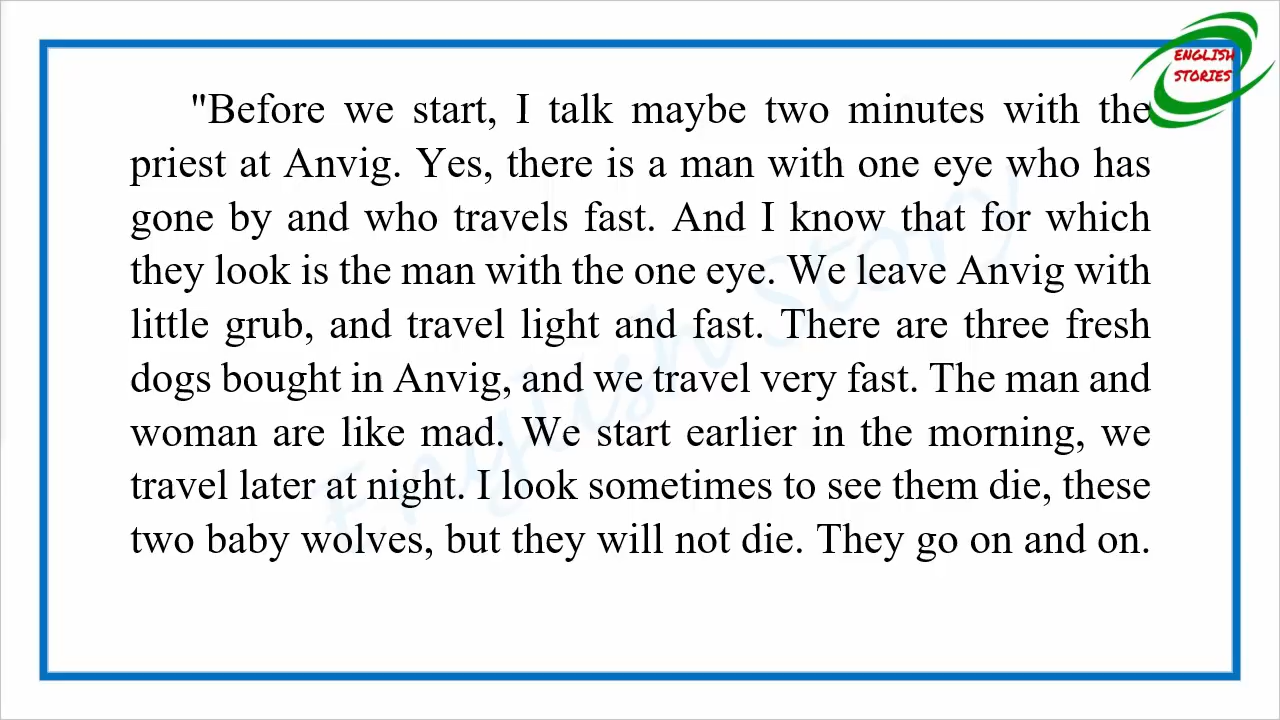 ENGLISH
STORIES
"Before we start, I talk maybe two minutes with the
priest at Anvig. Yes, there is a man with one eye who has
gone by and who travels fast. And I know that for which
they look is the man with the one eye. We leave Anvig with
little grub, and travel light and fast. There are three fresh
dogs bought in Anvig, and we travel very fast. The man and
woman are like mad. We start earlier in the morning, we
travel later at night. I look sometimes to see them die, these
two baby wolves, but they will not die. They go on and on.
English Story